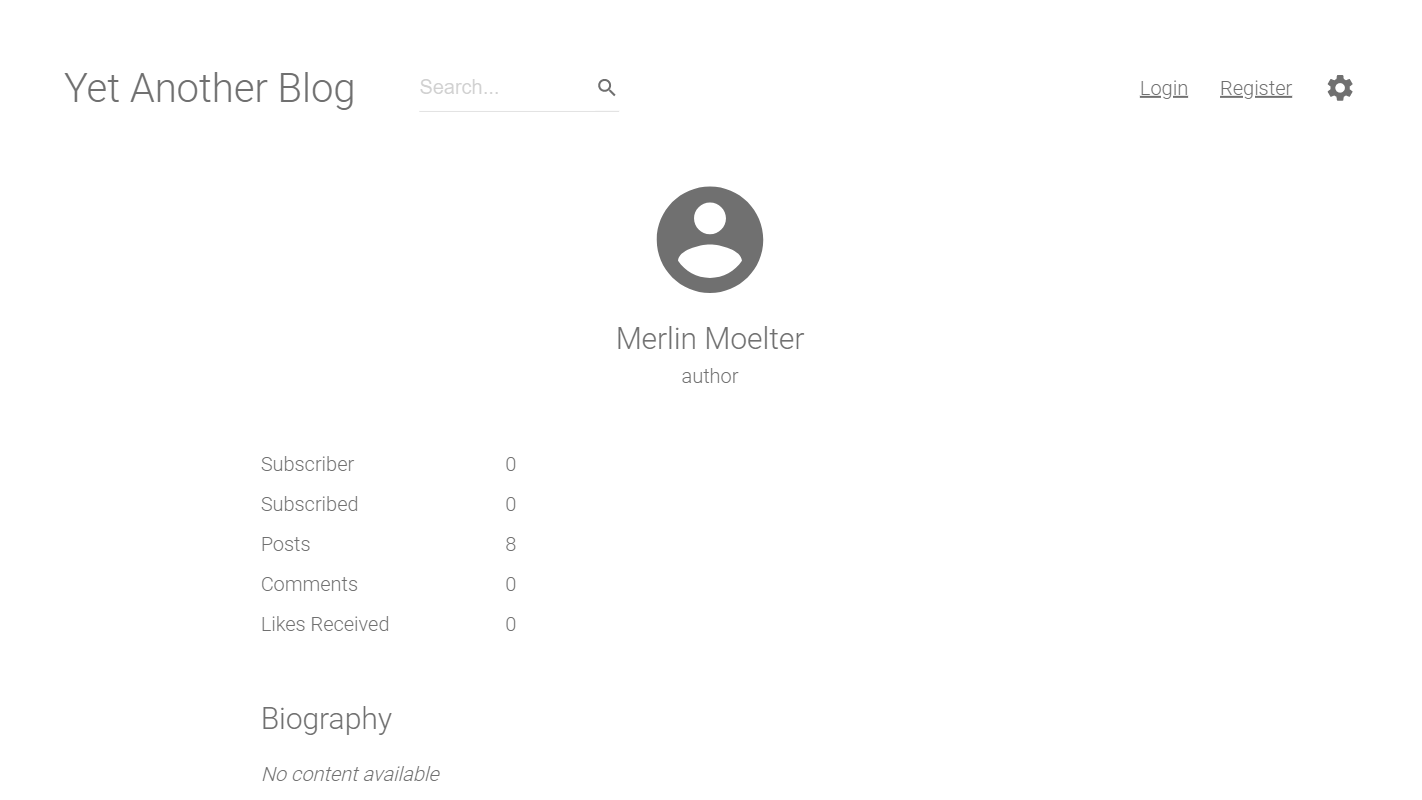 Yet Another Blog
Search...
Login
Register
Merlin Moelter
author
Subscriber 0
Subscribed 0
Posts 8
Comments 0
Likes Received 0
Biography
No content available